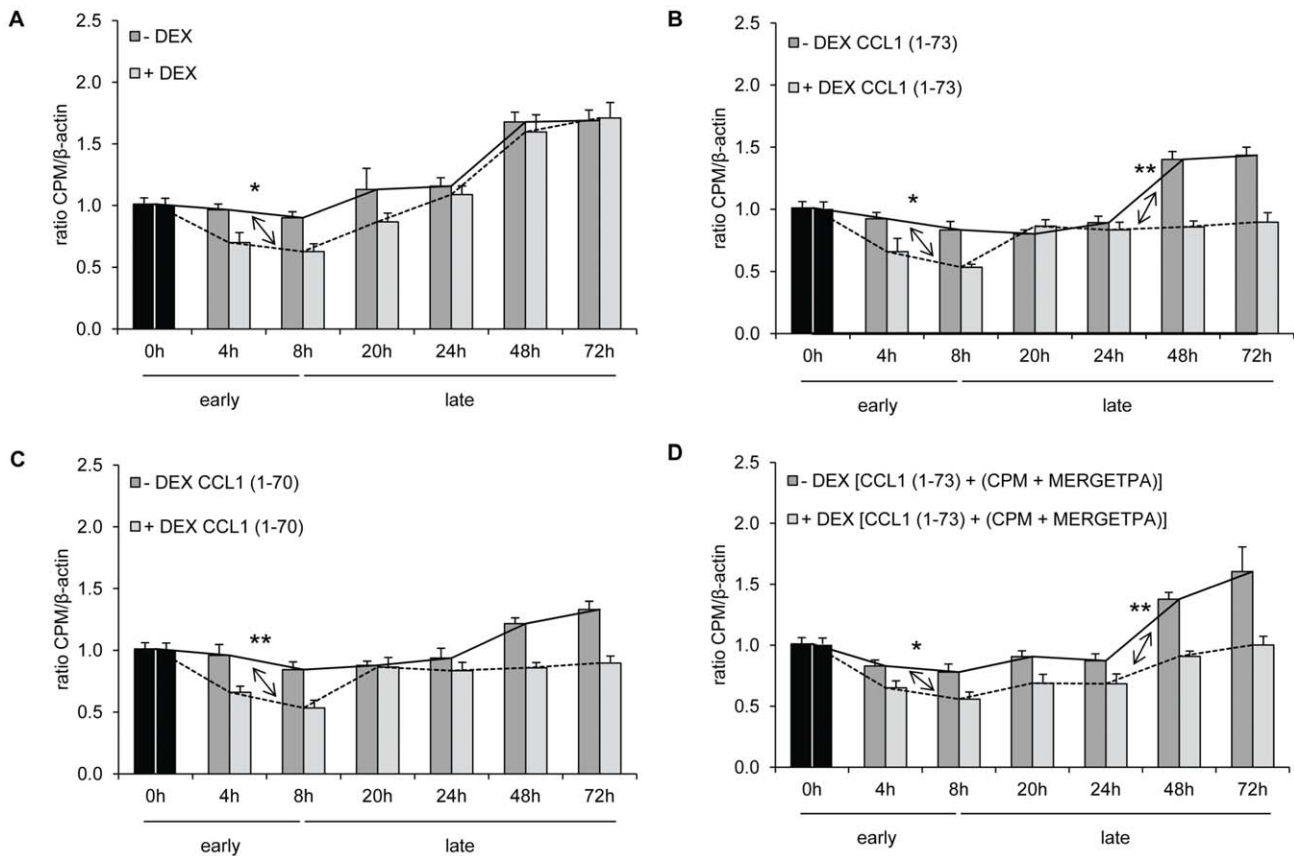 A
- DEX
+ DEX
ratio CPM/β-actin
2.5
2.0
1.5
1.0
0.5
0.0
*
0h 4h 8h 20h 24h 48h 72h
early late
B
- DEX CCL1 (1-73)
+ DEX CCL1 (1-73)
ratio CPM/β-actin
2.5
2.0
1.5
1.0
0.5
0.0
* **
0h 4h 8h 20h 24h 48h 72h
early late
C
- DEX CCL1 (1-70)
+ DEX CCL1 (1-70)
ratio CPM/β-actin
2.5
2.0
1.5
1.0
0.5
0.0
**
0h 4h 8h 20h 24h 48h 72h
early late
D
- DEX [CCL1 (1-73) + (CPM + MERGETPA)]
+ DEX [CCL1 (1-73) + (CPM + MERGETPA)]
ratio CPM/β-actin
2.5
2.0
1.5
1.0
0.5
0.0
* **
0h 4h 8h 20h 24h 48h 72h
early late